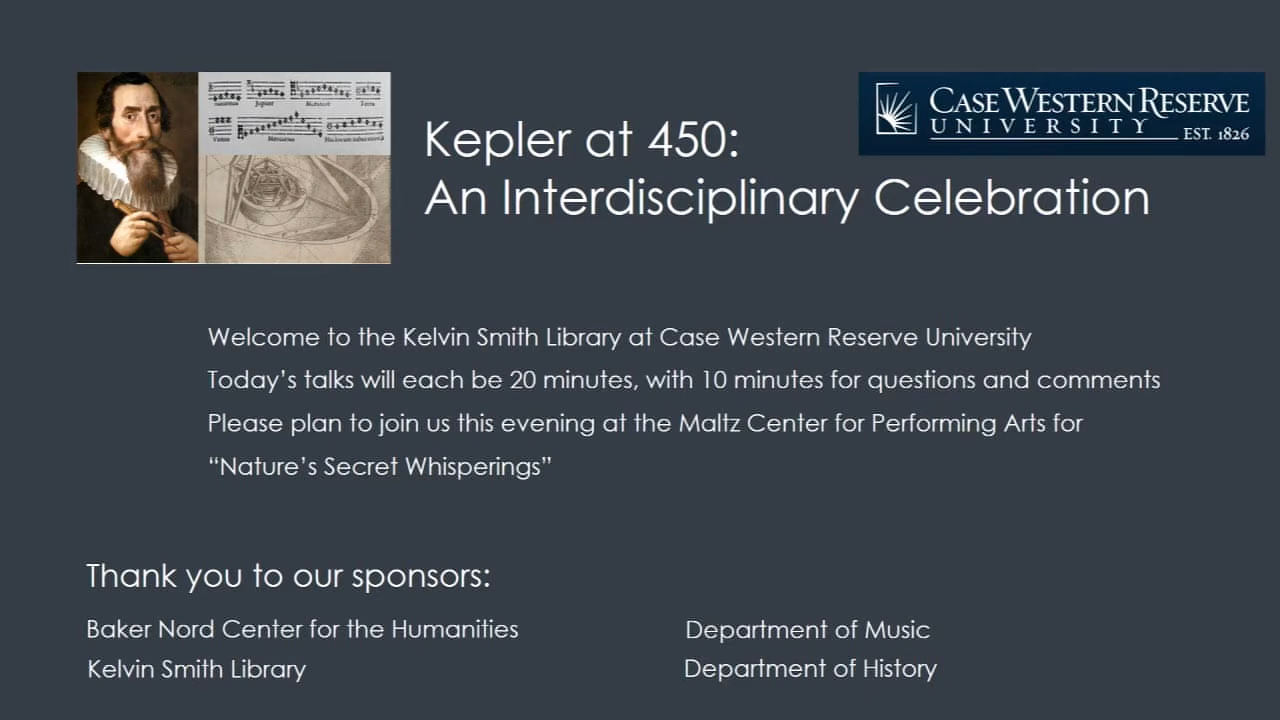 Jupiter
Terra
Kepler at 450:
An Interdisciplinary Celebration
CASE WESTERN RESERVE
UNIVERSITY
EST. 1826
Welcome to the Kelvin Smith Library at Case Western Reserve University
Today’s talks will each be 20 minutes, with 10 minutes for questions and comments
Please plan to join us this evening at the Maltz Center for Performing Arts for
“Nature’s Secret Whisperings”
Thank you to our sponsors:
Baker Nord Center for the Humanities
Department of Music
Kelvin Smith Library
Department of History